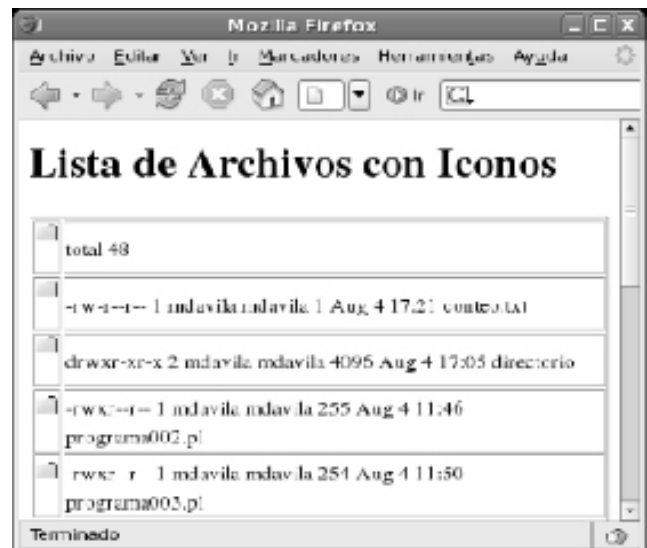 Mozilla Firefox
Archivo Editar Ver Ir Marcadores Herramientas Ayuda
Ir
Lista de Archivos con Iconos
total 48
-rw-r--r-- 1 mdavila mdavila 1 Aug 4 17:21 conteo.txt
drwxr-xr-x 2 mdavila mdavila 4096 Aug 4 17:05 directorio
-rwxr--r-- 1 mdavila mdavila 255 Aug 4 11:46
programa002.pl
-rwxr--r-- 1 mdavila mdavila 254 Aug 4 11:50
programa003.pl
Terminado